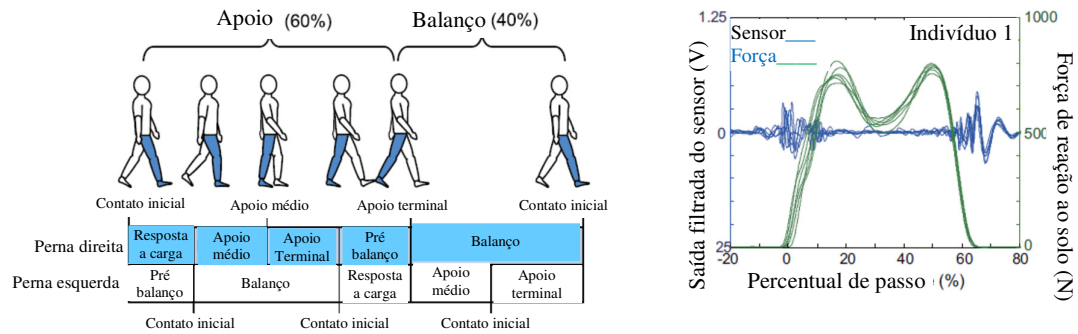 Apoio (60%)
Balanço (40%)
Contato inicial
Apoio médio
Apoio terminal
Contato inicial
Perna direita
Resposta
a carga
Apoio
médio
Apoio
Terminal
Pré
balanço
Balanço
Perna esquerda
Pré
balanço
Balanço
Resposta
a carga
Apoio
médio
Apoio
terminal
Contato inicial
Contato inicial
Contato inicial
Saída filtrada do sensor (V)
1.25
0
25
Sensor
Força
Indivíduo 1
1000
500
0
Força de reação ao solo (N)
-20 0 20 40 60 80
Percentual de passo (%)